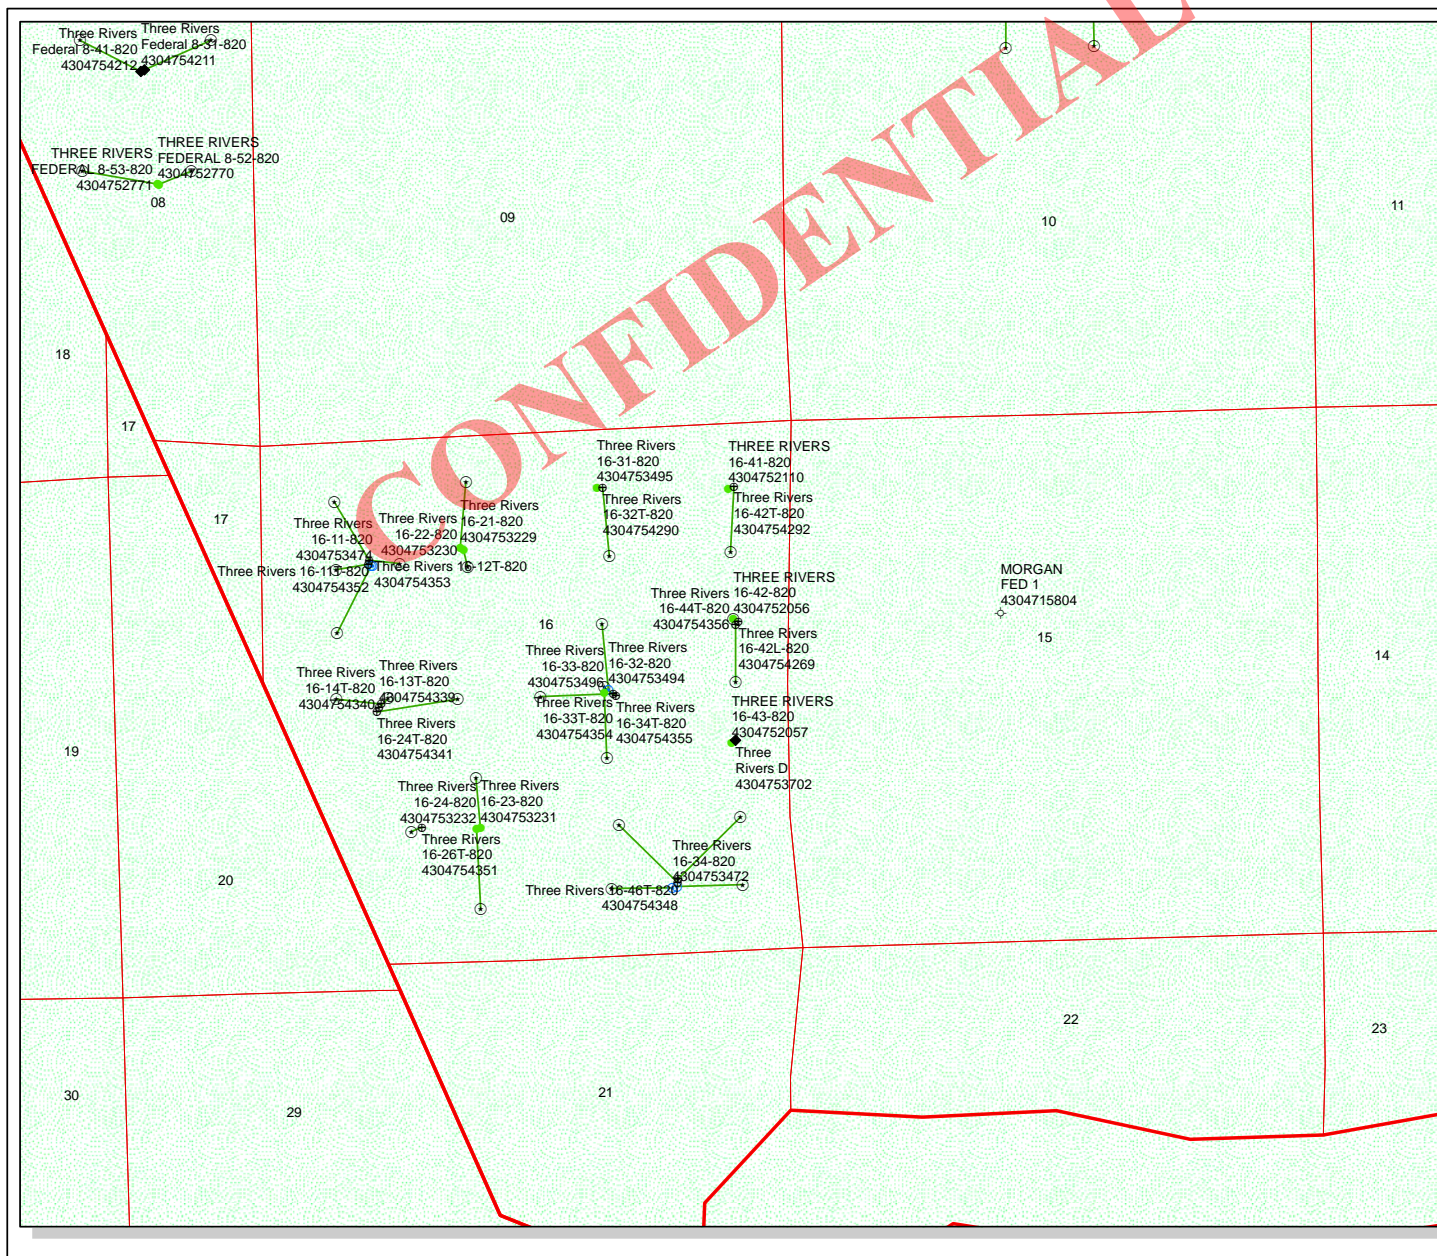 CONFIDENTIAL
Three Rivers
Federal 8-41-820
4304754212
Three Rivers
Federal 8-31-820
4304754211
THREE RIVERS
FEDERAL 8-53-820
4304752771
THREE RIVERS
FEDERAL 8-52-820
4304752770
08
09
10
11
18
17
17
Three Rivers
16-31-820
4304753495
Three Rivers
16-32T-820
4304754290
THREE RIVERS
16-41-820
4304752110
Three Rivers
16-42T-820
4304754292
Three Rivers
16-11-820
4304753474
Three Rivers
16-22-820
4304753230
Three Rivers
16-21-820
4304753229
Three Rivers 16-11T-820
4304754352
Three Rivers 16-12T-820
4304754353
MORGAN
FED 1
4304715804
15
14
16
Three Rivers
16-44T-820
4304754356
THREE RIVERS
16-42-820
4304752056
Three Rivers
16-42L-820
4304754269
Three Rivers
16-33-820
4304753496
Three Rivers
16-32-820
4304753494
Three Rivers
16-33T-820
4304754354
Three Rivers
16-34T-820
4304754355
Three Rivers
16-14T-820
4304754340
Three Rivers
16-13T-820
4304754339
Three Rivers
16-24T-820
4304754341
THREE RIVERS
16-43-820
4304752057
Three
Rivers D
4304753702
19
Three Rivers
16-24-820
4304753232
Three Rivers
16-23-820
4304753231
Three Rivers
16-26T-820
4304754351
Three Rivers
16-34-820
4304753472
Three Rivers 16-46T-820
4304754348
20
22
23
30
29
21